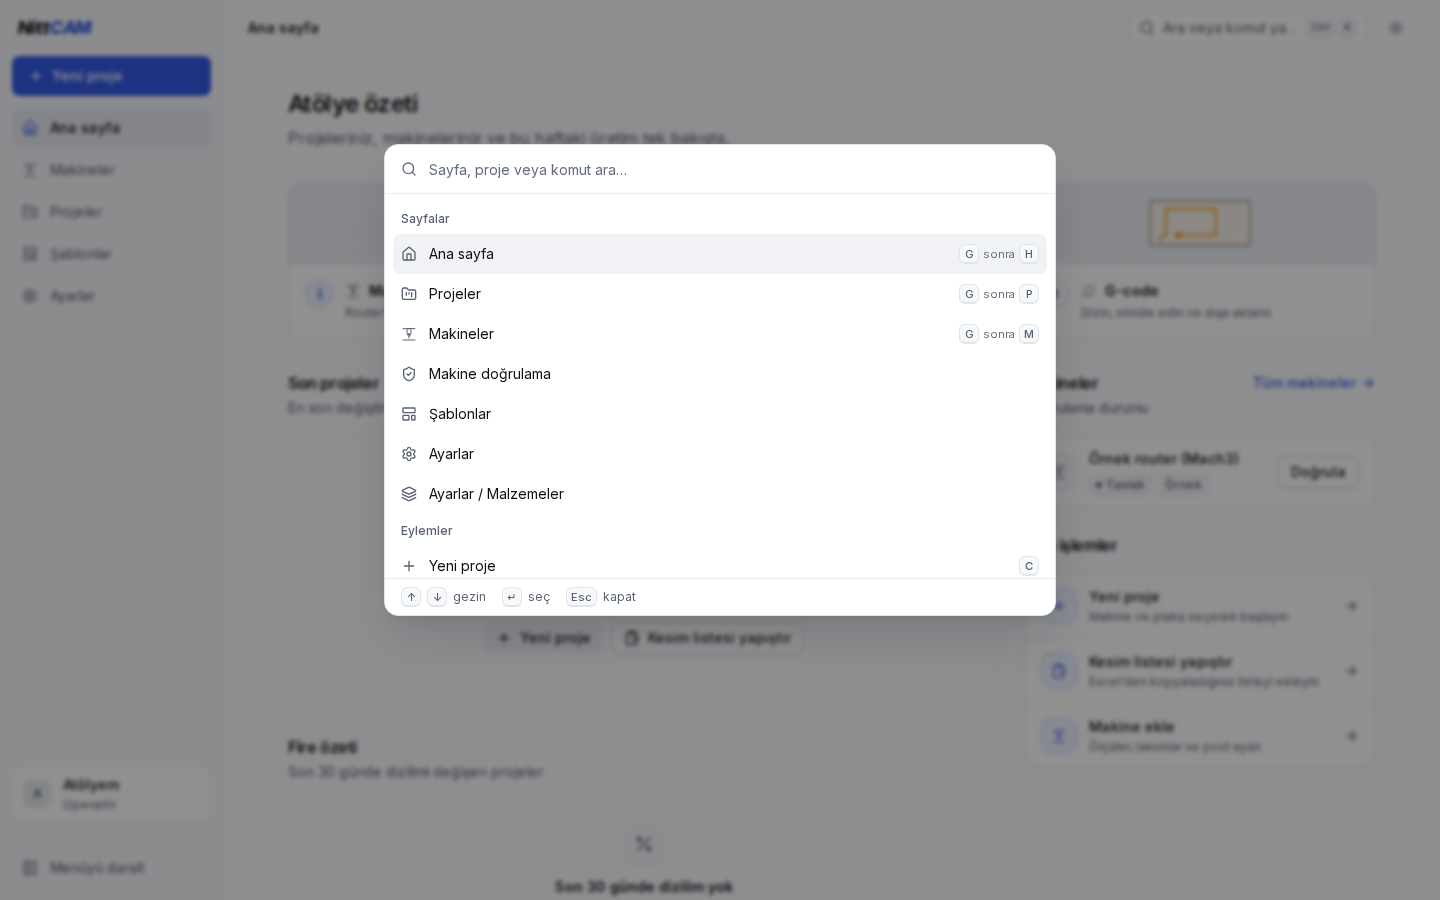 NittCAM
Ana sayfa
Ara veya komut ya...
Ctrl
K
Yeni proje
Ana sayfa
Makineler
Projeler
Şablonlar
Ayarlar
Atölye özeti
Projeleriniz, makineleriniz ve bu haftaki üretim tek bakışta.
Sayfa, proje veya komut ara...
Sayfalar
Ana sayfa
G sonra H
Projeler
G sonra P
Makineler
G sonra M
Makine doğrulama
Şablonlar
Ayarlar
Ayarlar / Malzemeler
Eylemler
Yeni proje
C
↑ ↓ gezin ↵ seç Esc kapat
G-code
Dizin, simüle edin ve dışa aktarın
Son projeler
En son
Tüm makineler →
durumu
Örnek router (Mach3)
Taslak
Örnek
Doğrula
işlemler
Yeni proje
Makine ve plaka seçerek başlayın
Kesim listesi yapıştır
Excel'den kopyaladığınız listeyi ekleyin
Makine ekle
Ölçüler, takımlar ve post ayarı
Yeni proje
Kesim listesi yapıştır
Fire özeti
Son 30 günde dizilimi değişen projeler
Son 30 günde dizilim yok
A
Atölyem
Operatör
Menüyü daralt